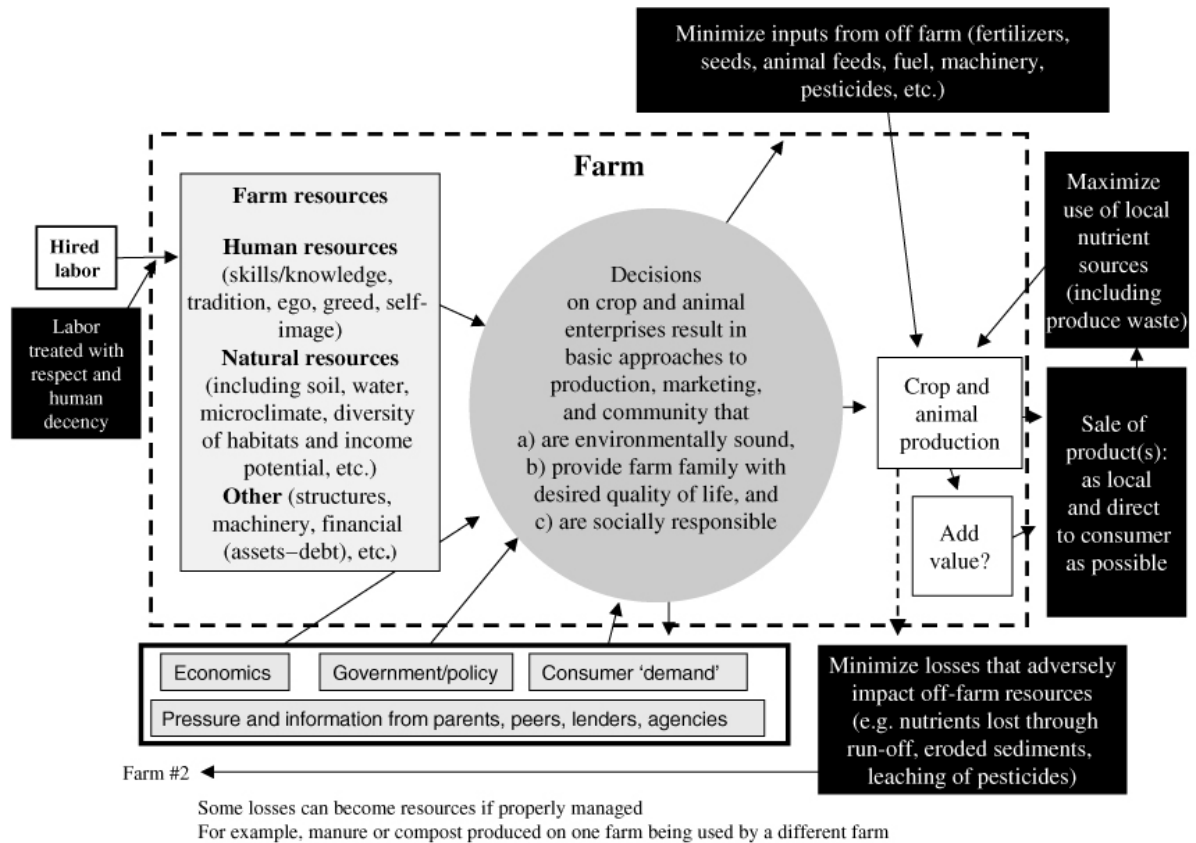 Minimize inputs from off farm (fertilizers,
seeds, animal feeds, fuel, machinery,
pesticides, etc.)
Farm
Farm resources
Human resources
(skills/knowledge,
tradition, ego, greed, self-
image)
Natural resources
(including soil, water,
microclimate, diversity
of habitats and income
potential, etc.)
Other (structures,
machinery, financial
(assets–debt), etc.)
Hired
labor
Labor
treated with
respect and
human
decency
Decisions
on crop and animal
enterprises result in
basic approaches to
production, marketing,
and community that
a) are environmentally sound,
b) provide farm family with
desired quality of life, and
c) are socially responsible
Maximize
use of local
nutrient
sources
(including
produce waste)
Crop and
animal
production
Add
value?
Sale of
product(s):
as local
and direct
to consumer
as possible
Economics
Government/policy
Consumer ‘demand’
Pressure and information from parents, peers, lenders, agencies
Minimize losses that adversely
impact off-farm resources
(e.g. nutrients lost through
run-off, eroded sediments,
leaching of pesticides)
Farm #2
Some losses can become resources if properly managed
For example, manure or compost produced on one farm being used by a different farm